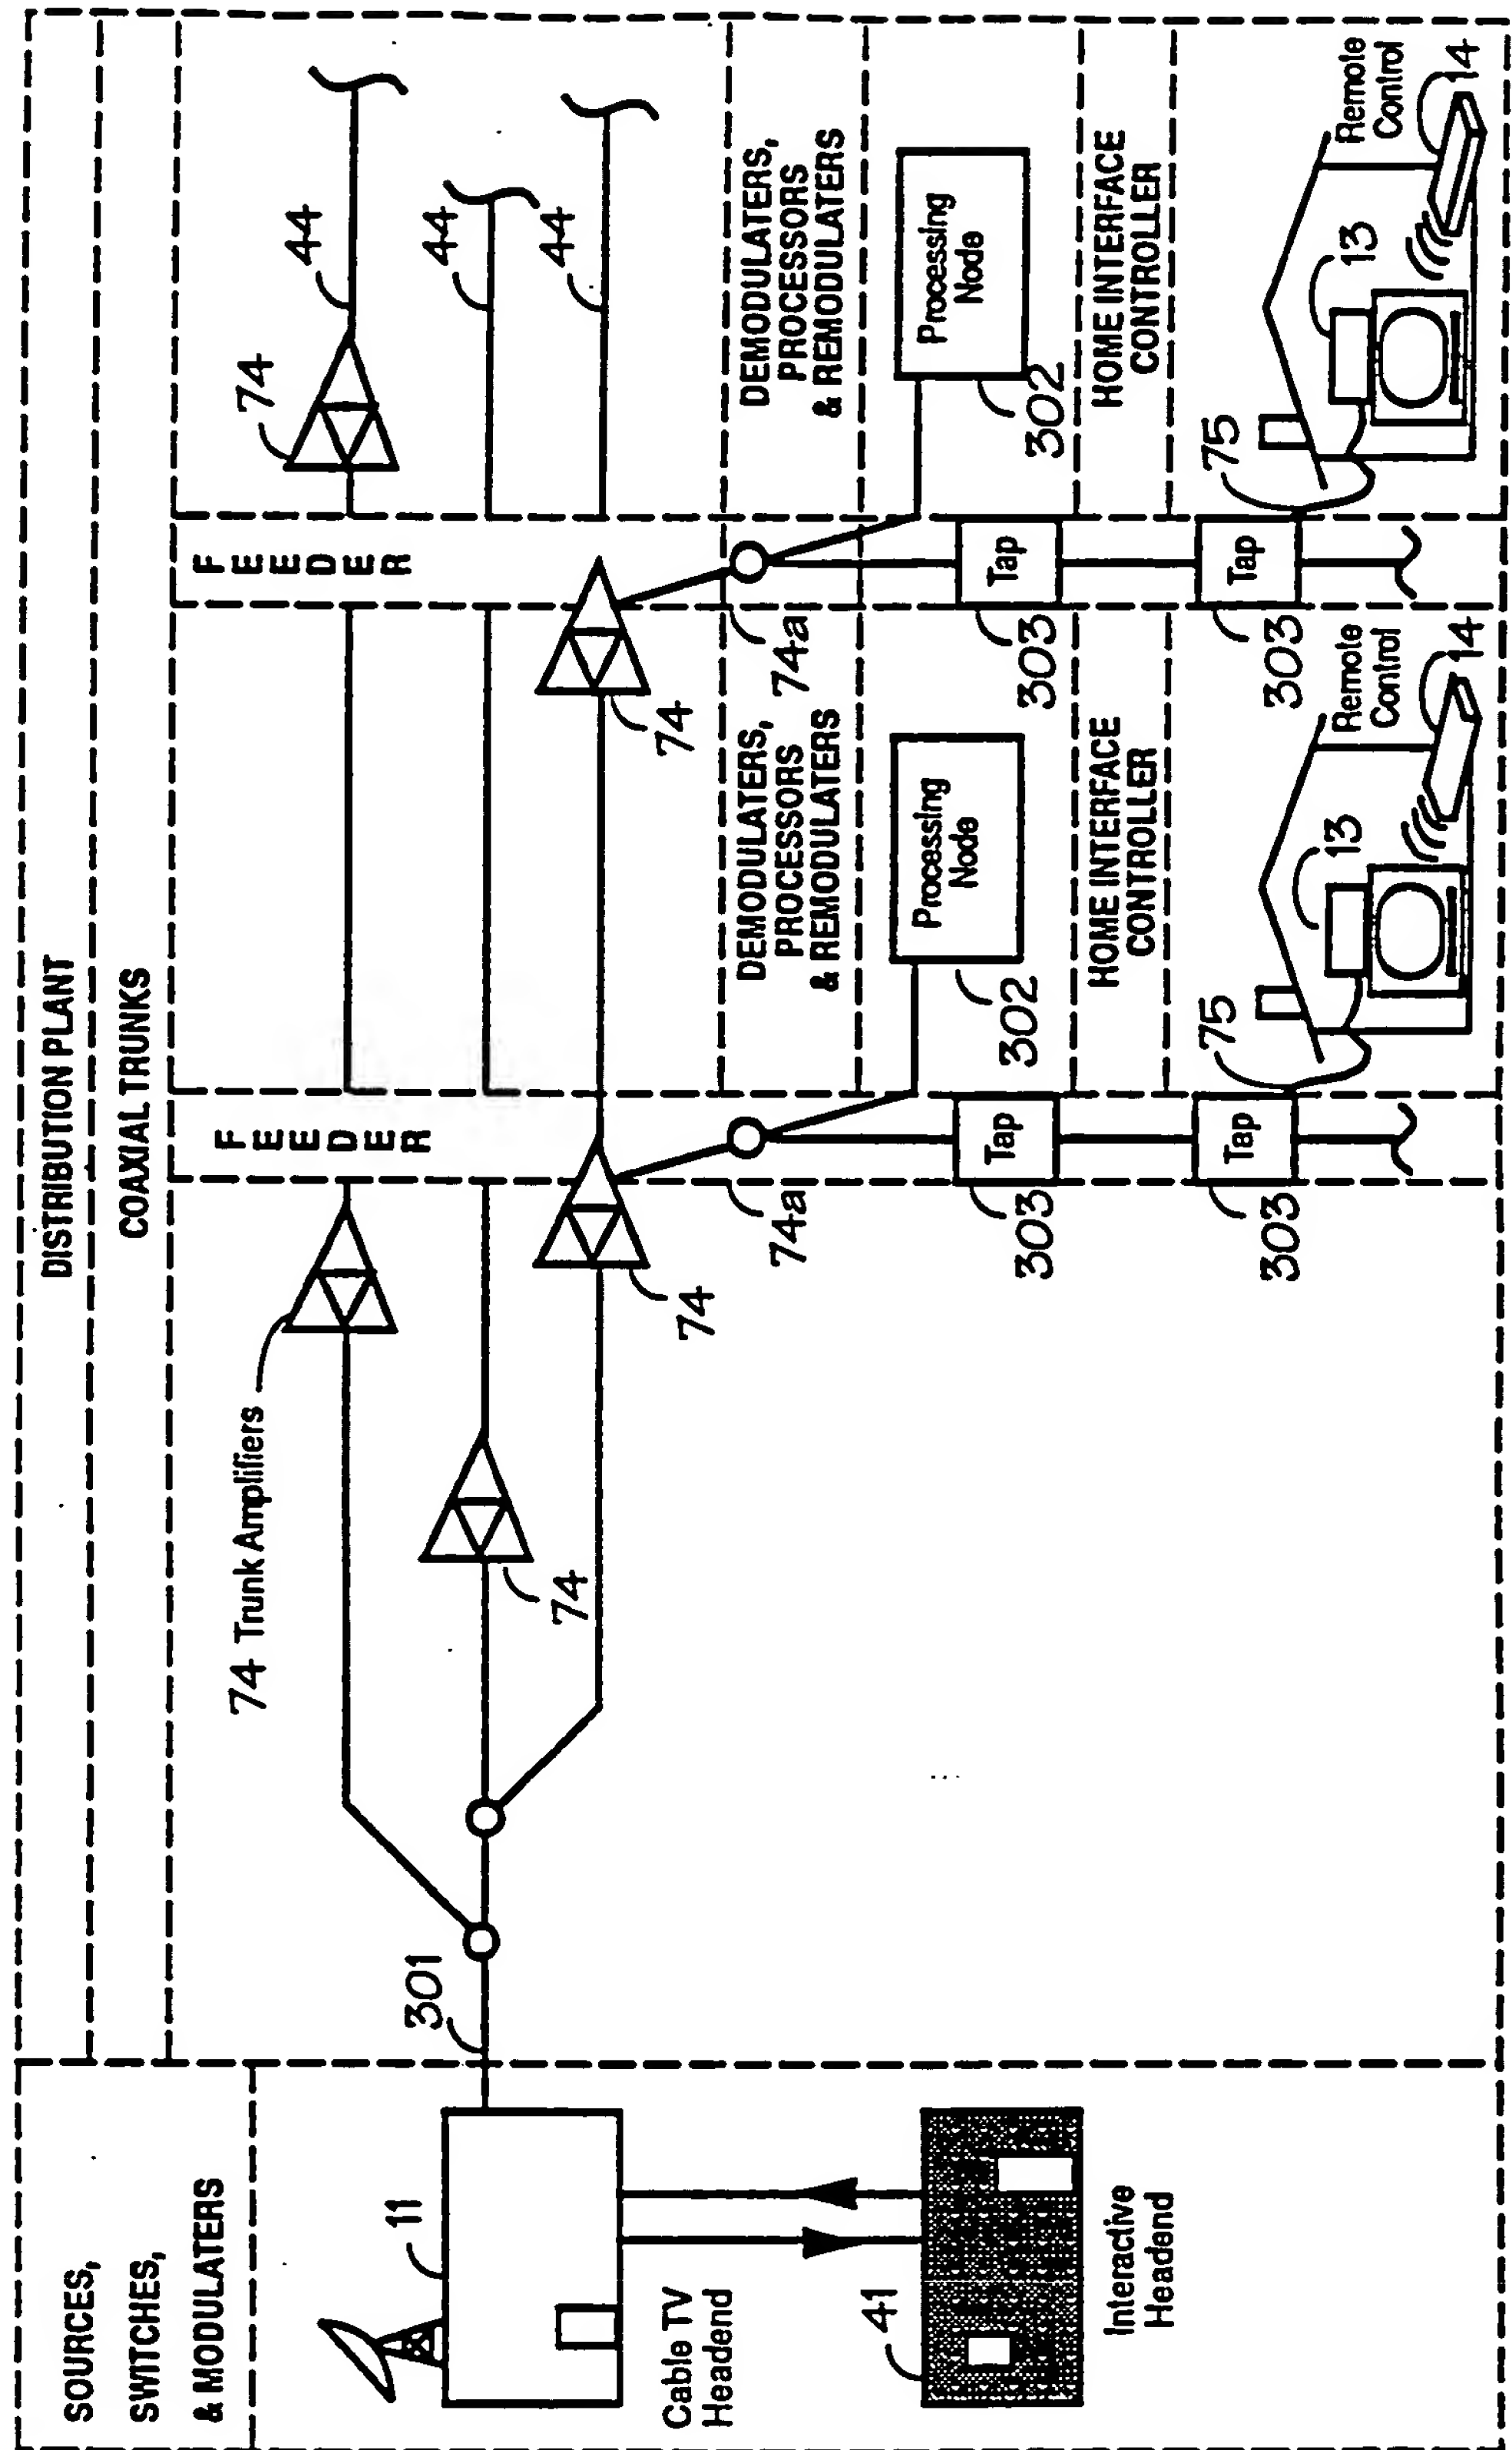 SOURCES,
SWITCHES,
& MODULATERS
11
Cable TV
Headend
41
Interactive
Headend
DISTRIBUTION PLANT
COAXIAL TRUNKS
301
74 Trunk Amplifiers
74
74
FEEDER
74a
303
Tap
303
Tap
75
DEMODULATERS,
PROCESSORS
& REMODULATERS
Processing
Node
302
HOME INTERFACE
CONTROLLER
13
Remote
Control
14
74
FEEDER
74a
303
Tap
303
Tap
75
74
44
44
44
DEMODULATERS,
PROCESSORS
& REMODULATERS
Processing
Node
302
HOME INTERFACE
CONTROLLER
13
Remote
Control
14